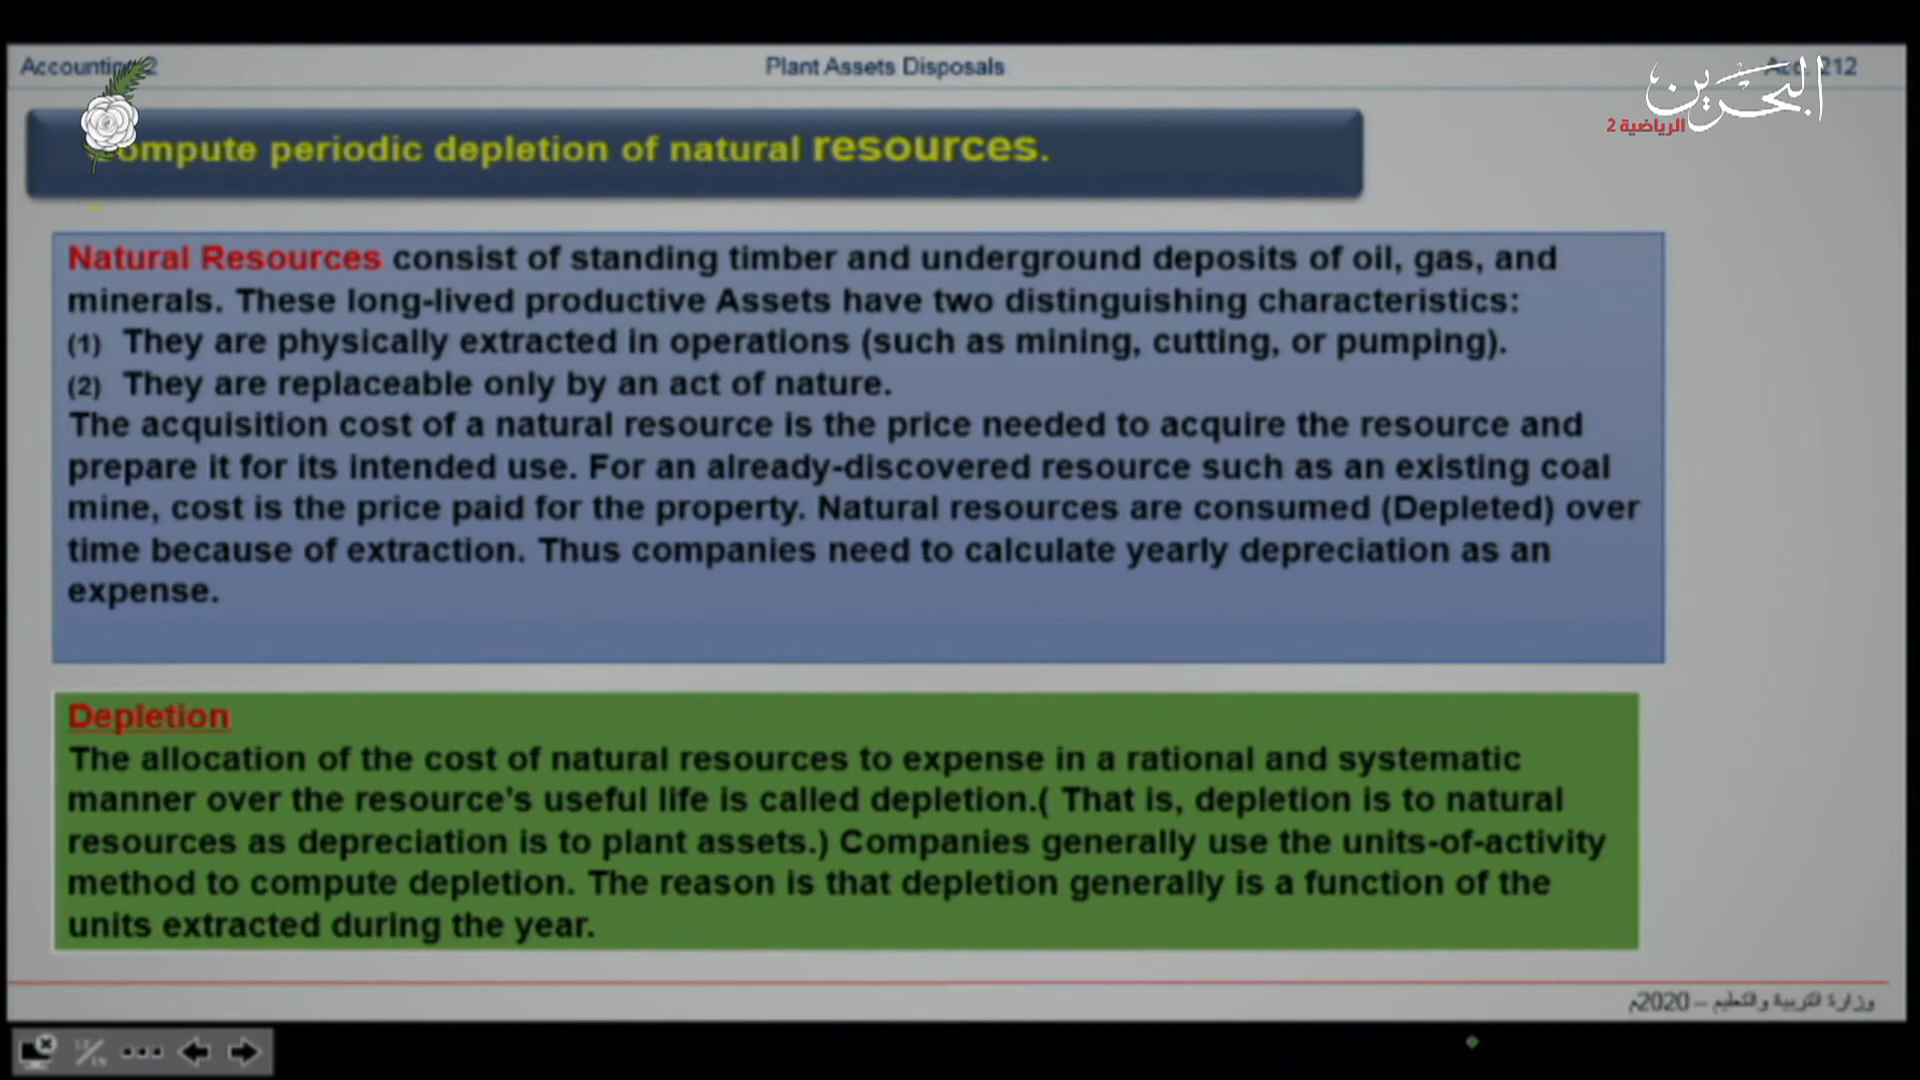 Accounting 2
Plant Assets Disposals
Acc. 212
البحرين
الرياضية 2
ompute periodic depletion of natural resources.
Natural Resources consist of standing timber and underground deposits of oil, gas, and
minerals. These long-lived productive Assets have two distinguishing characteristics:
(1) They are physically extracted in operations (such as mining, cutting, or pumping).
(2) They are replaceable only by an act of nature.
The acquisition cost of a natural resource is the price needed to acquire the resource and
prepare it for its intended use. For an already-discovered resource such as an existing coal
mine, cost is the price paid for the property. Natural resources are consumed (Depleted) over
time because of extraction. Thus companies need to calculate yearly depreciation as an
expense.
Depletion
The allocation of the cost of natural resources to expense in a rational and systematic
manner over the resource's useful life is called depletion.( That is, depletion is to natural
resources as depreciation is to plant assets.) Companies generally use the units-of-activity
method to compute depletion. The reason is that depletion generally is a function of the
units extracted during the year.
وزارة التربية والتعليم – 2020م